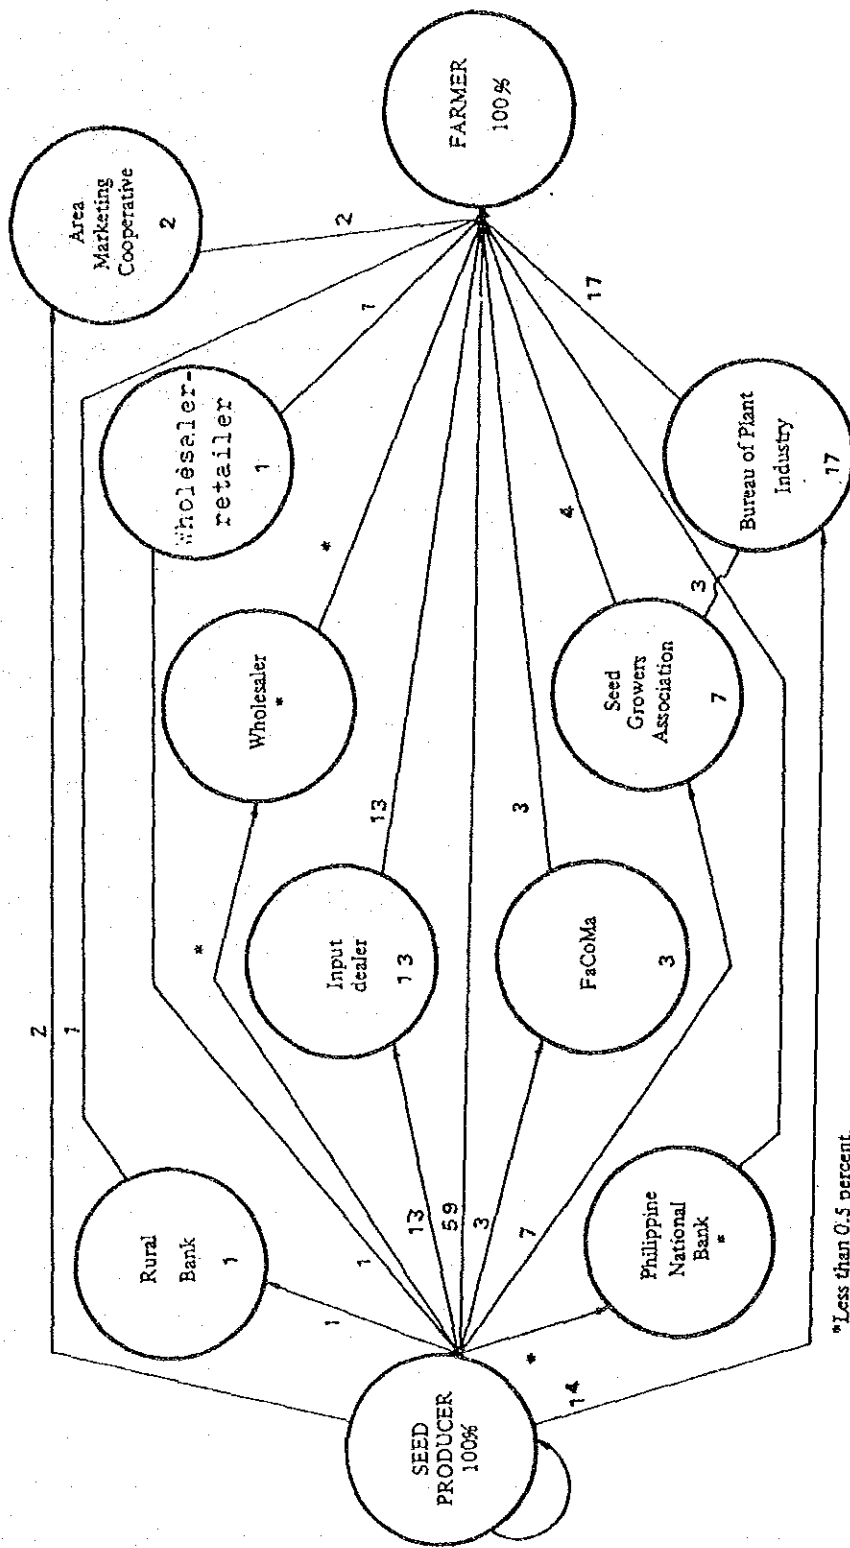 SEED
PRODUCER
100%
Rural
Bank
1
Philippine
National
Bank
*
Input
dealer
13
FaCoMa
3
Wholesaler
*
Seed
Growers
Association
7
Wholesaler-
retailer
1
Bureau of Plant
Industry
17
Area
Marketing
Cooperative
2
FARMER
100%
2
1
1
1
*
13
59
3
7
*
14
13
3
*
1
2
4
3
17
*Less than 0.5 percent.